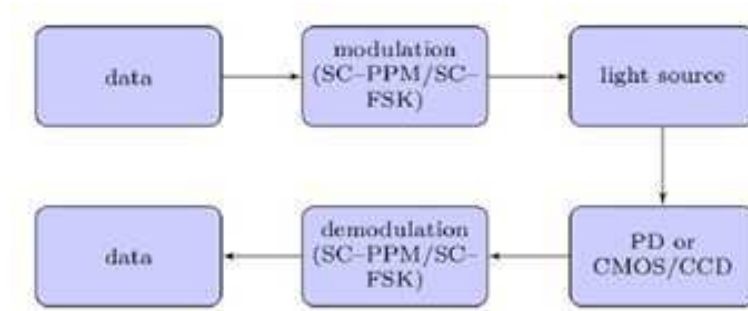 data
modulation
(SC–PPM/SC–
FSK)
light source
data
demodulation
(SC–PPM/SC–
FSK)
PD or
CMOS/CCD